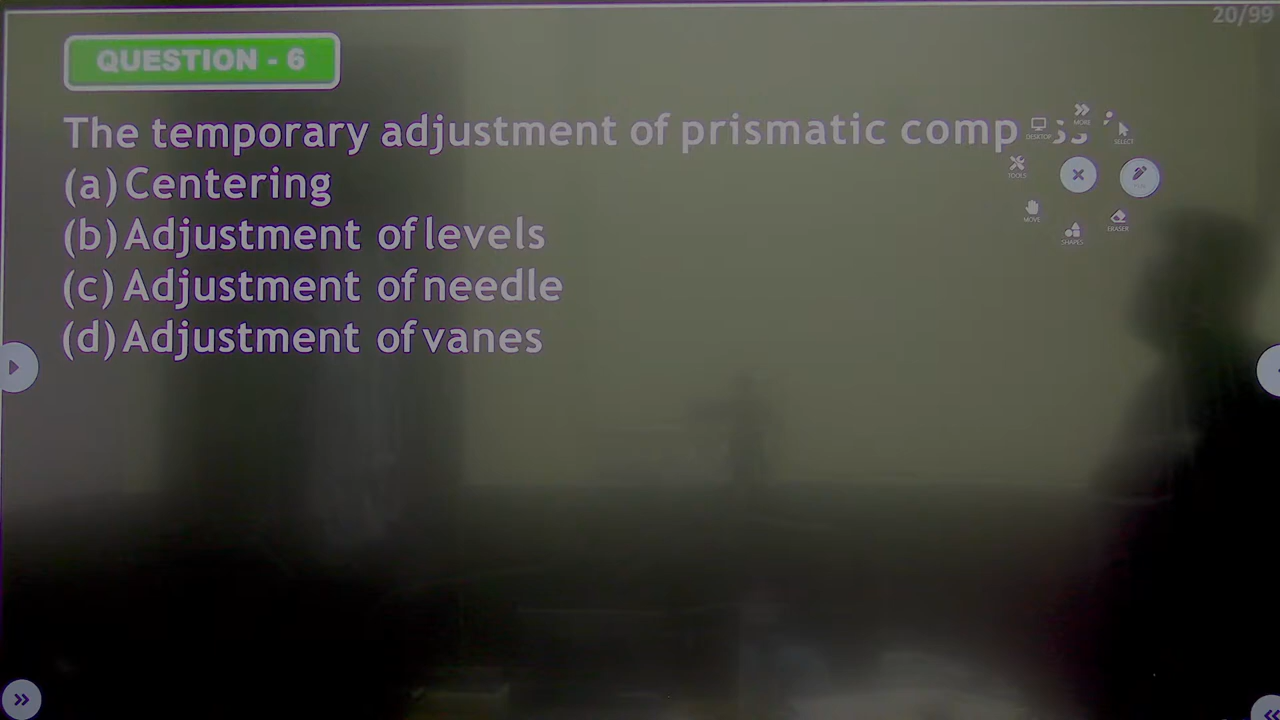 20/99
QUESTION - 6
The temporary adjustment of prismatic comp
(a) Centering
(b) Adjustment of levels
(c) Adjustment of needle
(d) Adjustment of vanes
MORE
DESKTOP
SELECT
TOOLS
MOVE
ERASER
SHAPES